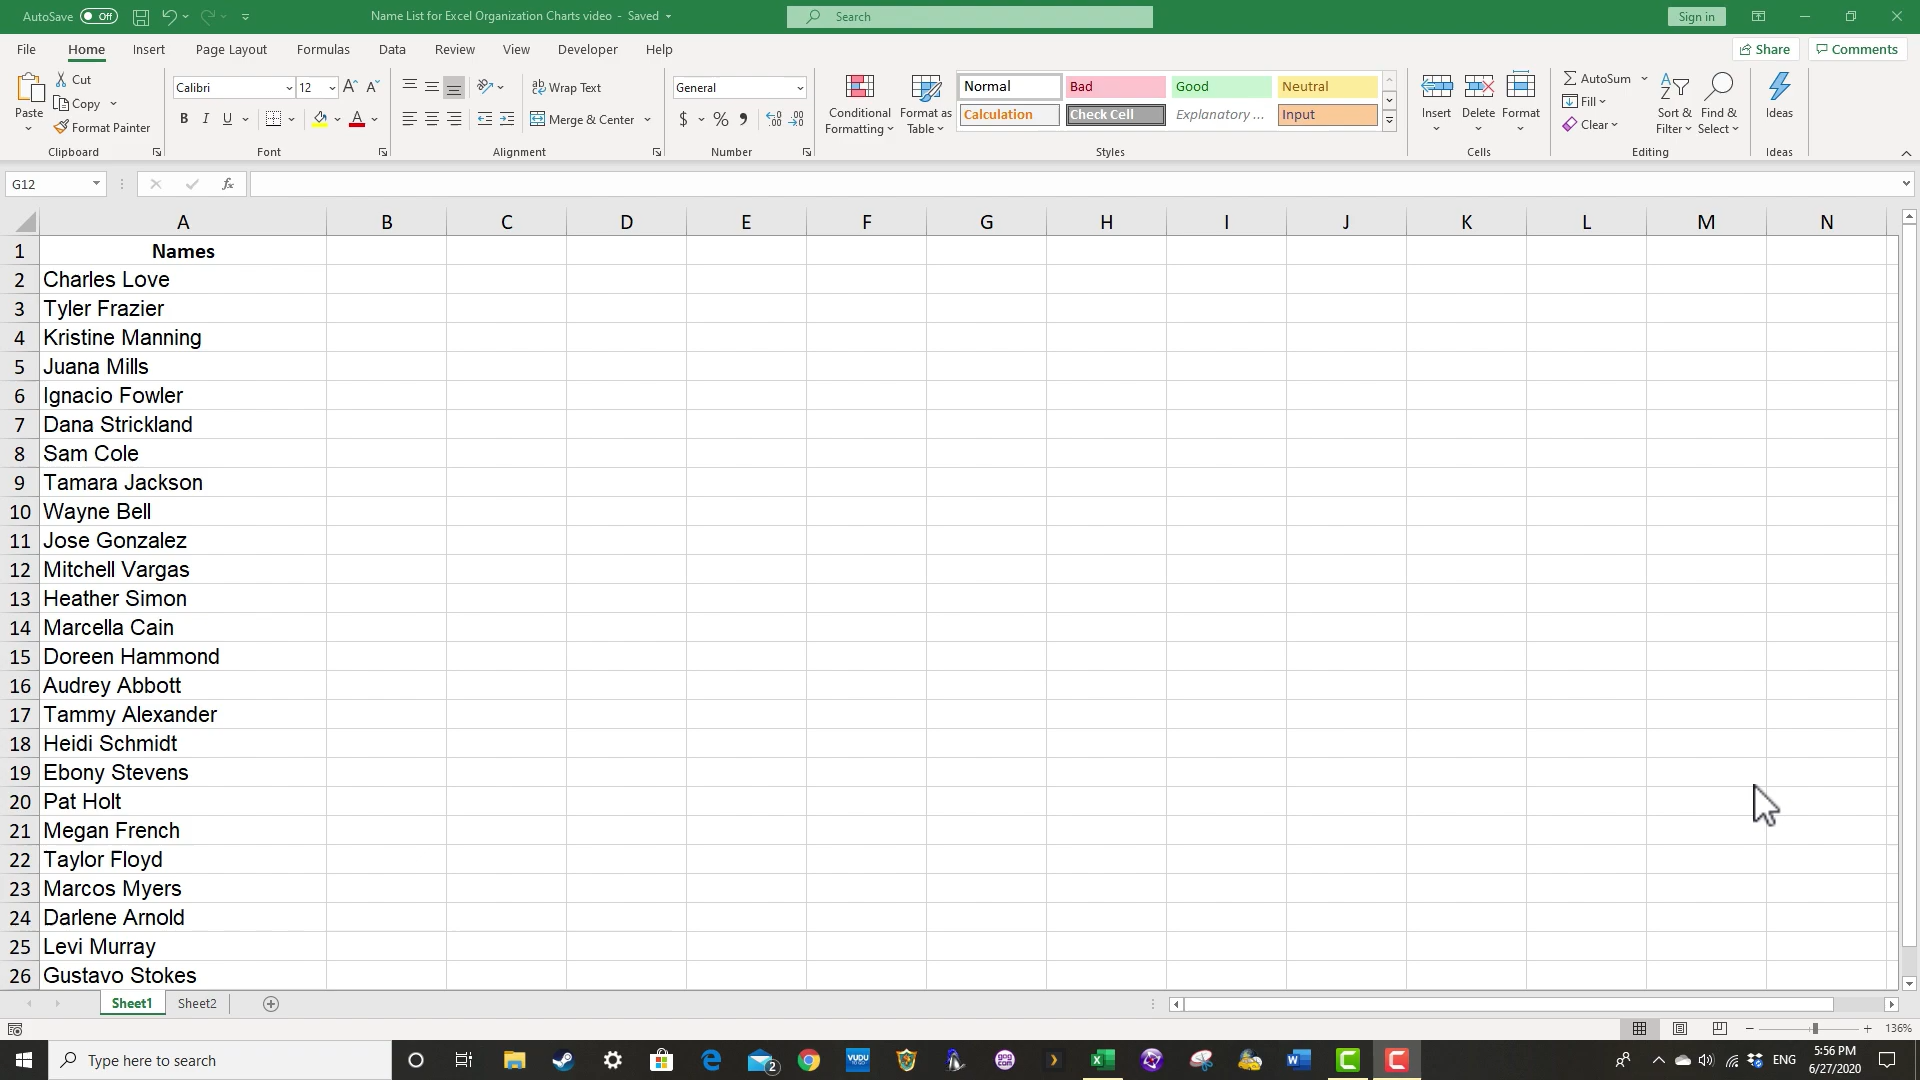 AutoSave Off Name List for Excel Organization Charts video - Saved Search Sign in
File Home Insert Page Layout Formulas Data Review View Developer Help Share Comments
Paste Cut Copy Format Painter Clipboard
Calibri 12 A A B I U A Font
Wrap Text Merge & Center Alignment
General $ % Number
Conditional Formatting Format as Table
Normal Bad Good Neutral
Calculation Check Cell Explanatory ... Input
Styles
Insert Delete Format Cells
AutoSum Fill Clear Sort & Filter Find & Select Editing
Ideas Ideas
G12 fx
A B C D E F G H I J K L M N
1 Names
2 Charles Love
3 Tyler Frazier
4 Kristine Manning
5 Juana Mills
6 Ignacio Fowler
7 Dana Strickland
8 Sam Cole
9 Tamara Jackson
10 Wayne Bell
11 Jose Gonzalez
12 Mitchell Vargas
13 Heather Simon
14 Marcella Cain
15 Doreen Hammond
16 Audrey Abbott
17 Tammy Alexander
18 Heidi Schmidt
19 Ebony Stevens
20 Pat Holt
21 Megan French
22 Taylor Floyd
23 Marcos Myers
24 Darlene Arnold
25 Levi Murray
26 Gustavo Stokes
Sheet1 Sheet2
136%
Type here to search 2 VUDU ENG 5:56 PM
6/27/2020